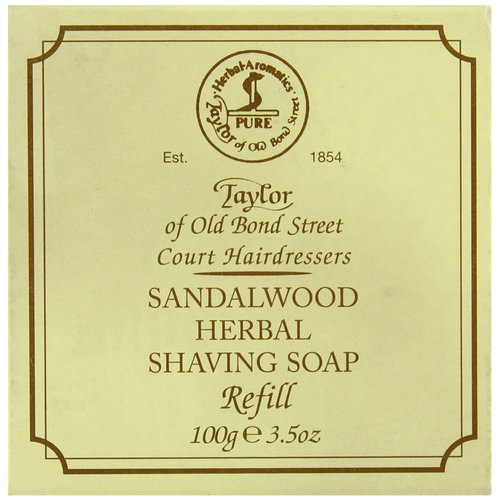 Herbal-Aromatics
PURE
Taylor of Old Bond Street
Est. 1854
Taylor
of Old Bond Street
Court Hairdressers
SANDALWOOD
HERBAL
SHAVING SOAP
Refill
100g e 3.5oz